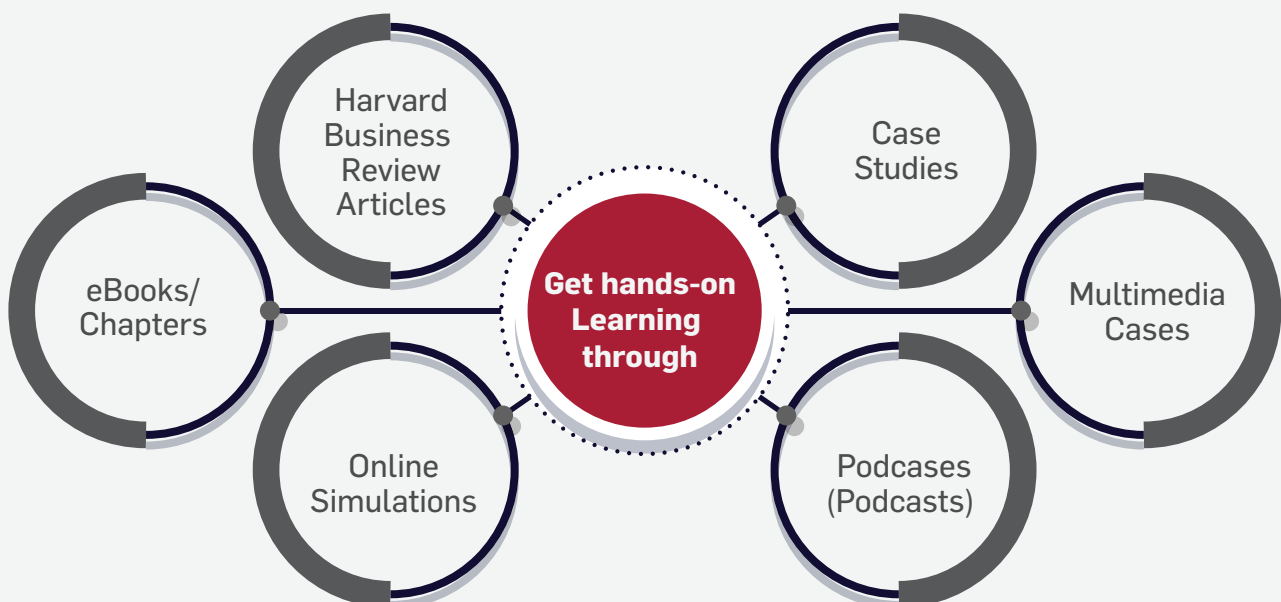 Harvard
Business
Review
Articles
Case
Studies
eBooks/
Chapters
Get hands-on
Learning
through
Multimedia
Cases
Online
Simulations
Podcases
(Podcasts)